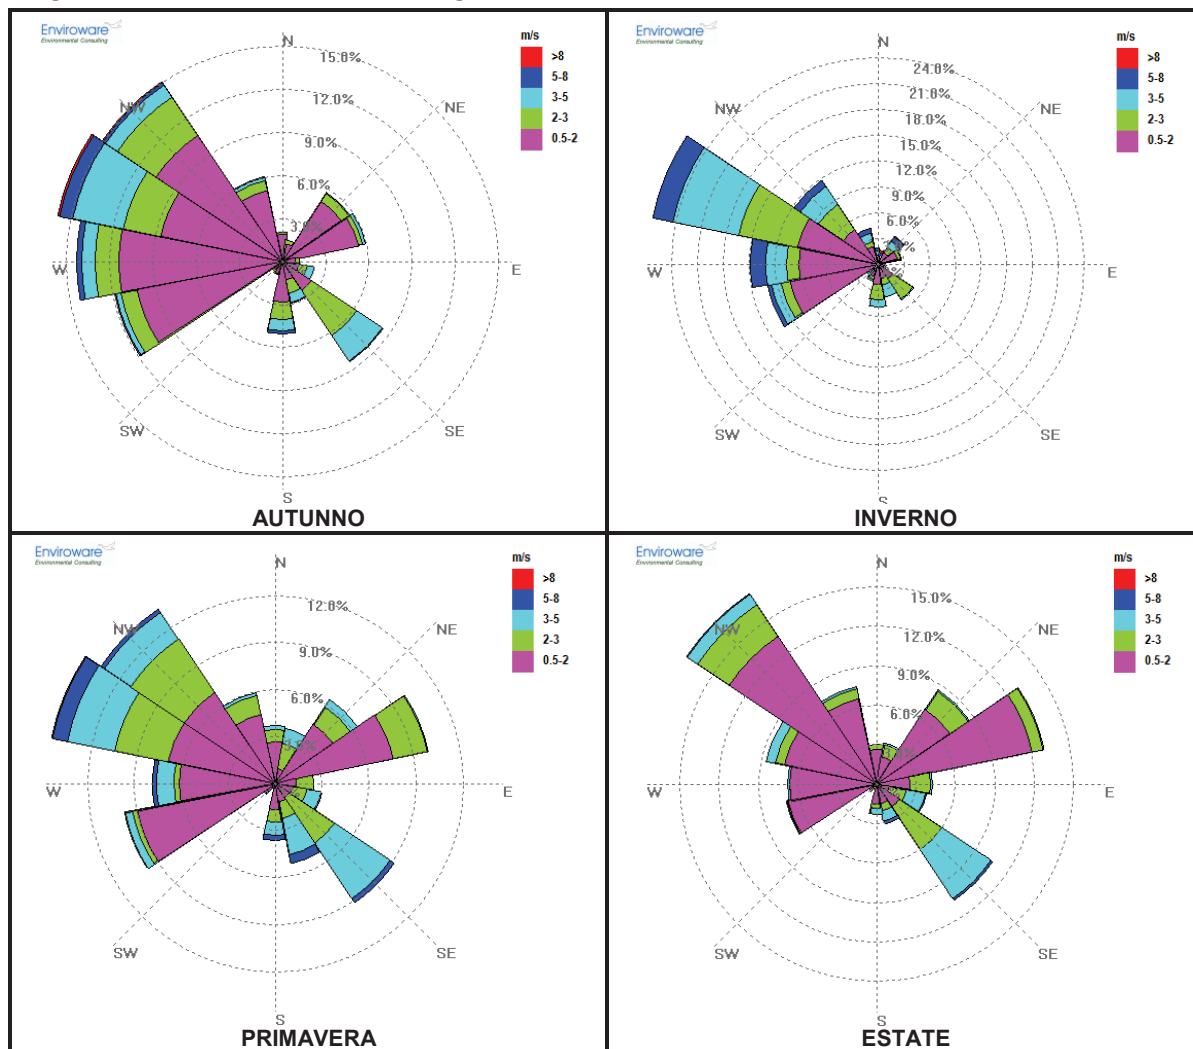 Enviroware
Environmental Consulting
m/s
>8
5-8
3-5
2-3
0.5-2
N
15.0%
12.0%
9.0%
6.0%
NW
NE
W
E
SW
SE
S
AUTUNNO
Enviroware
Environmental Consulting
m/s
>8
5-8
3-5
2-3
0.5-2
N
24.0%
21.0%
18.0%
15.0%
12.0%
9.0%
6.0%
NW
NE
W
E
SW
SE
S
INVERNO
Enviroware
Environmental Consulting
m/s
>8
5-8
3-5
2-3
0.5-2
N
12.0%
9.0%
6.0%
NW
NE
W
E
SW
SE
S
PRIMAVERA
Enviroware
Environmental Consulting
m/s
>8
5-8
3-5
2-3
0.5-2
N
15.0%
12.0%
9.0%
6.0%
NW
NE
W
E
SW
SE
S
ESTATE